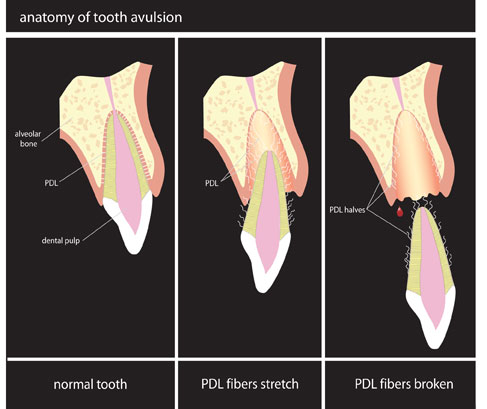 anatomy of tooth avulsion
alveolar
bone
PDL
dental pulp
PDL
PDL halves
normal tooth
PDL fibers stretch
PDL fibers broken